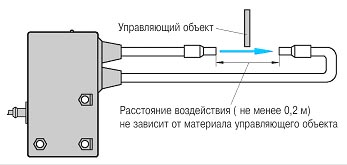 Управляющий объект
Расстояние воздействия ( не менее 0,2 м)
не зависит от материала управляющего объекта